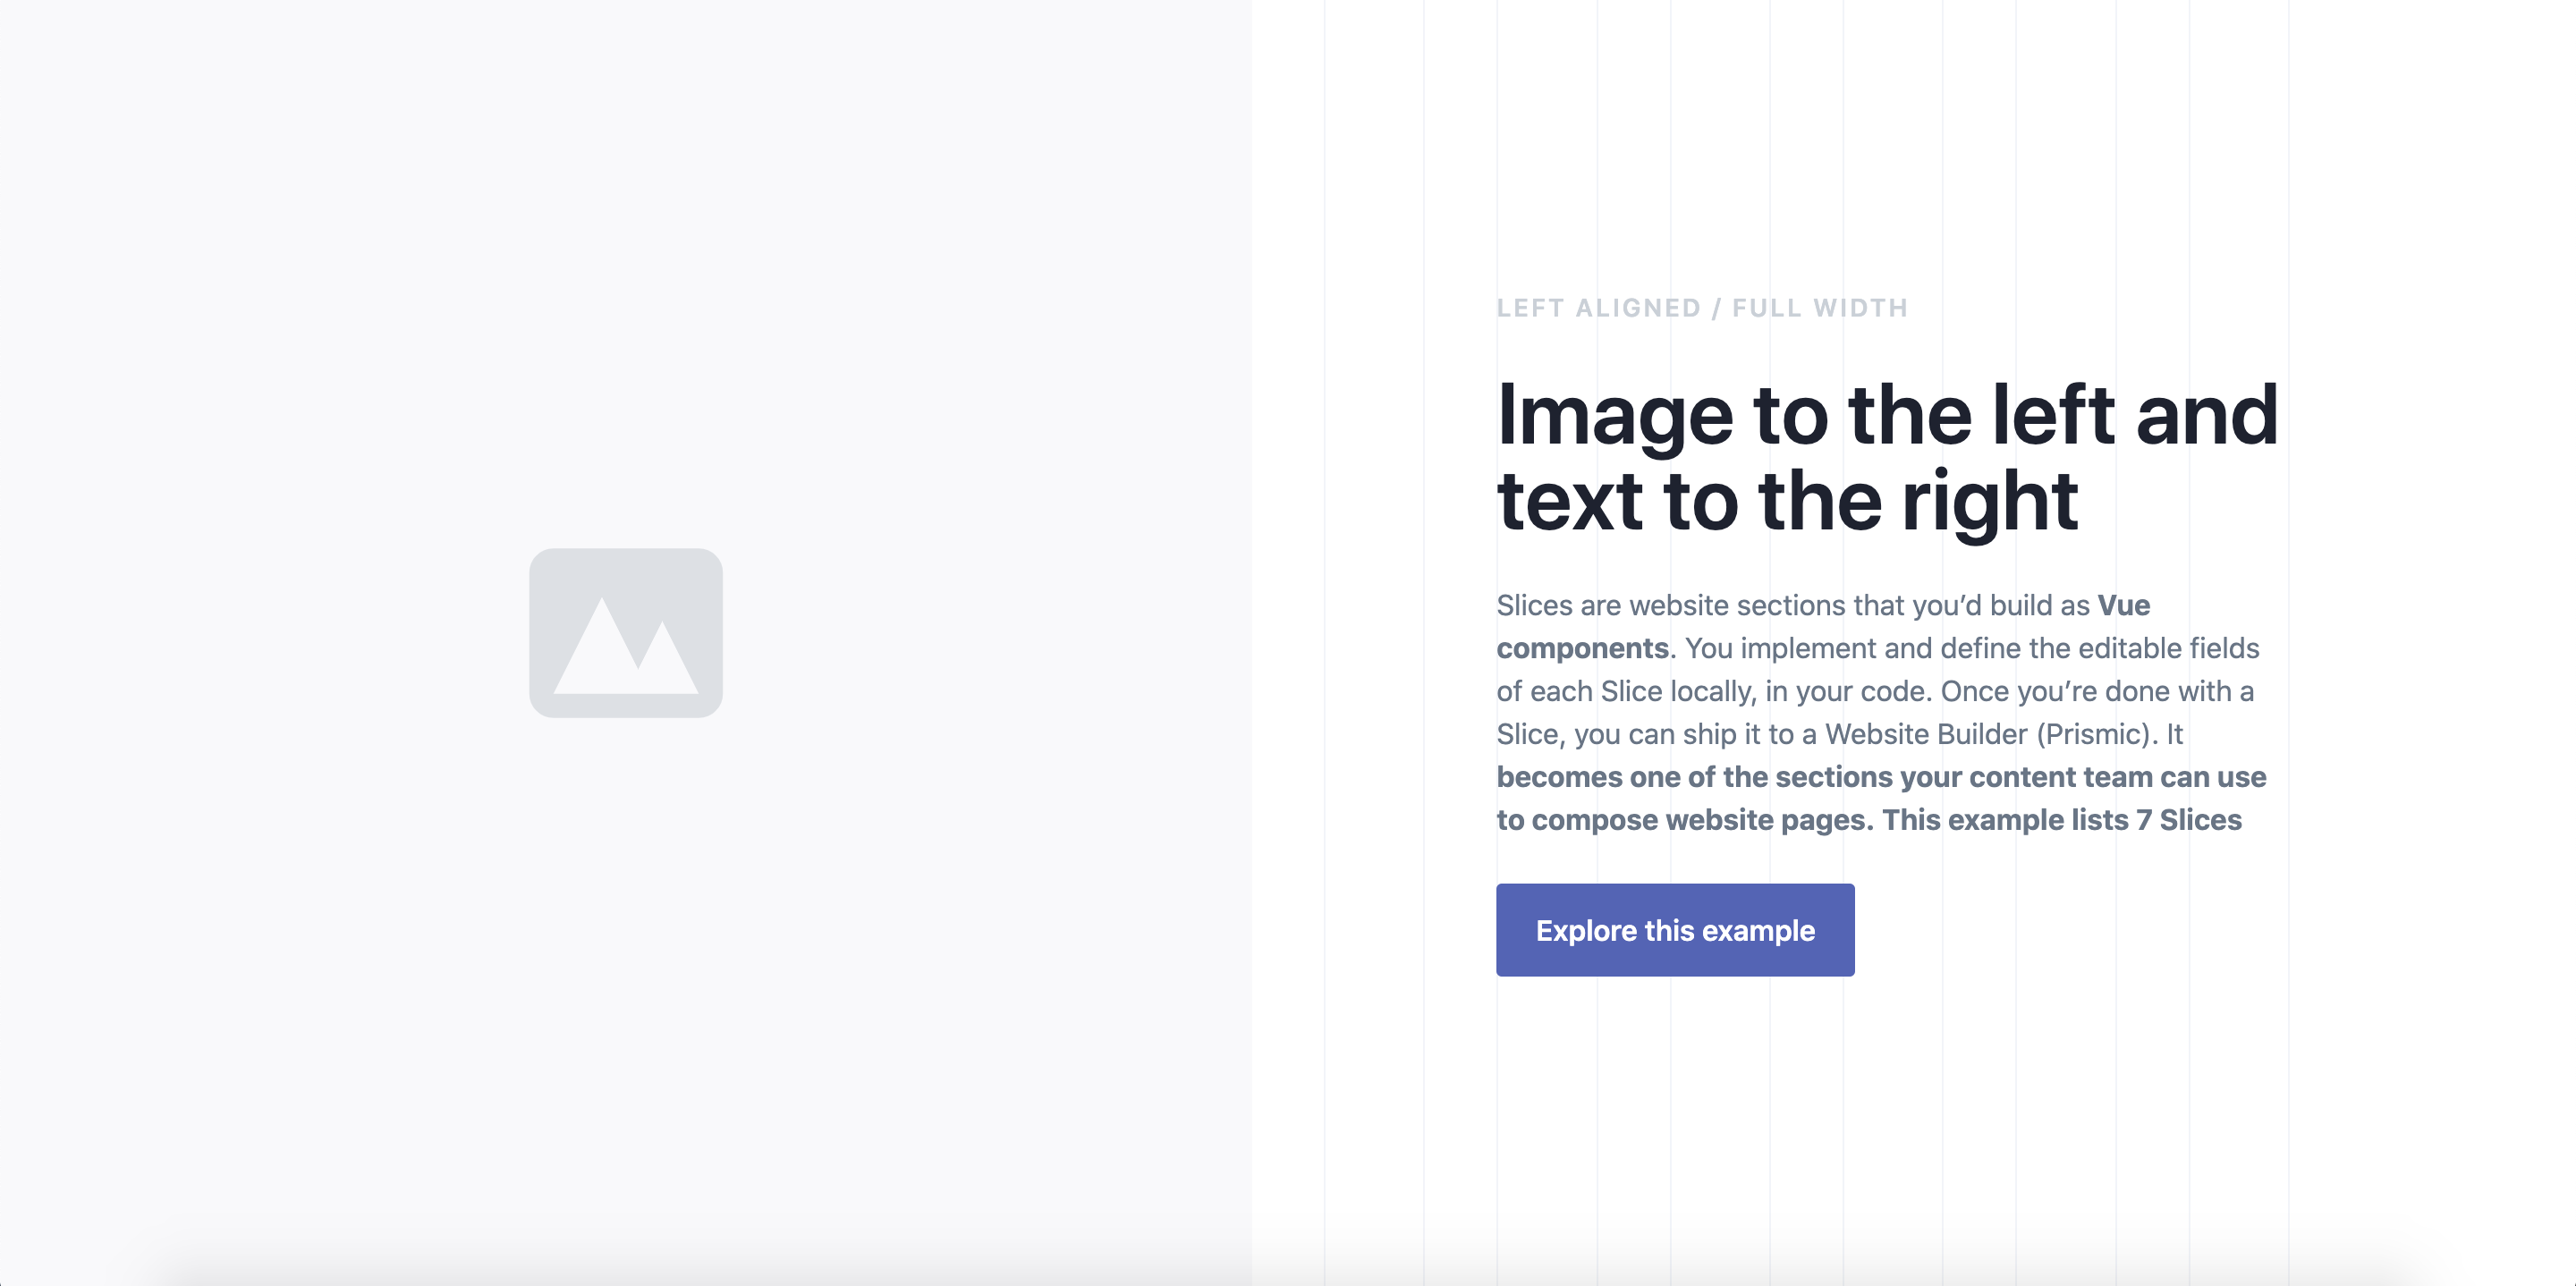 LEFT ALIGNED / FULL WIDTH
Image to the left and
text to the right
Slices are website sections that you’d build as Vue
components. You implement and define the editable fields
of each Slice locally, in your code. Once you’re done with a
Slice, you can ship it to a Website Builder (Prismic). It
becomes one of the sections your content team can use
to compose website pages. This example lists 7 Slices
Explore this example